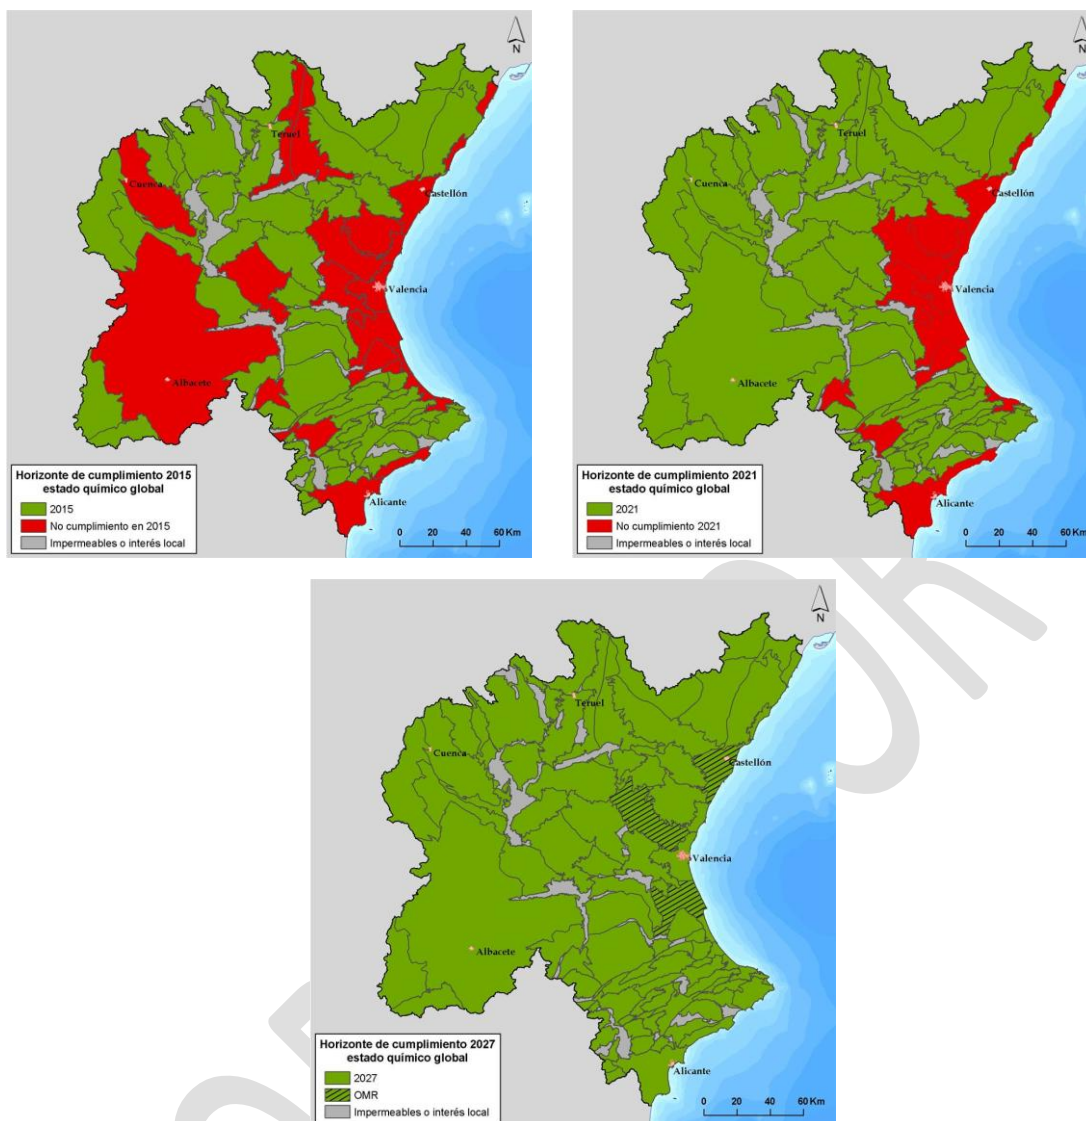 N
Teruel
Cuenca
Castellón
Valencia
Albacete
Alicante
Horizonte de cumplimiento 2015
estado químico global
2015
No cumplimiento en 2015
Impermeables o interés local
0 20 40 60 Km
N
Teruel
Cuenca
Castellón
Valencia
Albacete
Alicante
Horizonte de cumplimiento 2021
estado químico global
2021
No cumplimiento 2021
Impermeables o interés local
0 20 40 60 Km
N
Teruel
Cuenca
Castellón
Valencia
Albacete
Alicante
Horizonte de cumplimiento 2027
estado químico global
2027
OMR
Impermeables o interés local
0 20 40 60 Km